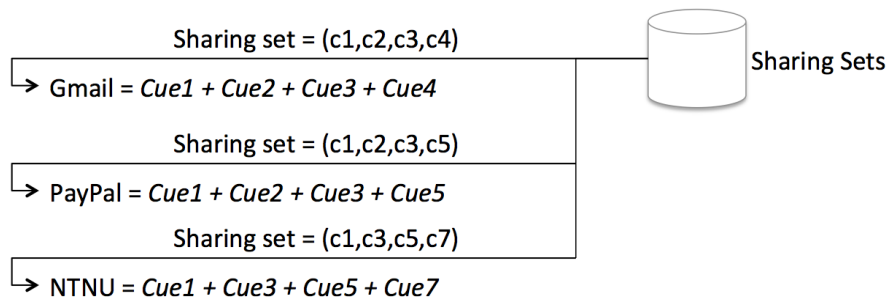 Sharing set = (c1,c2,c3,c4)
Sharing Sets
Gmail = Cue1 + Cue2 + Cue3 + Cue4
Sharing set = (c1,c2,c3,c5)
PayPal = Cue1 + Cue2 + Cue3 + Cue5
Sharing set = (c1,c3,c5,c7)
NTNU = Cue1 + Cue3 + Cue5 + Cue7